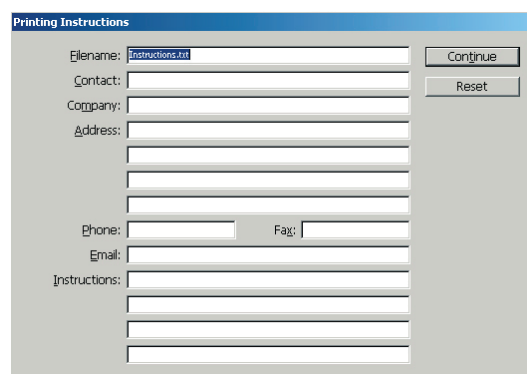 Printing Instructions
Filename: Instructions.txt Continue
Contact: Reset
Company:
Address:
Phone: Fax:
Email:
Instructions: